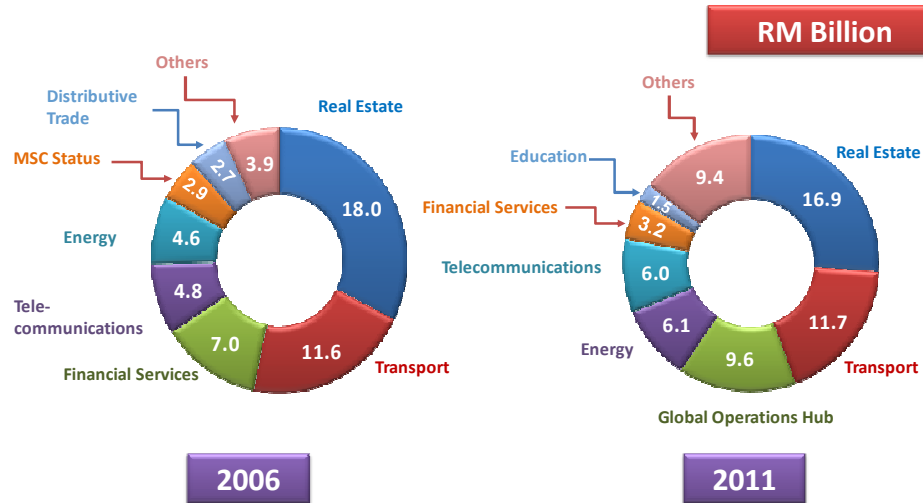 RM Billion
Others
Distributive
Trade
MSC Status
Energy
Tele-
communications
Financial Services
Real Estate
Transport
3.9
2.7
2.9
4.6
4.8
7.0
11.6
18.0
2006
Others
Education
Financial Services
Telecommunications
Energy
Global Operations Hub
Real Estate
Transport
9.4
1.5
3.2
6.0
6.1
9.6
11.7
16.9
2011